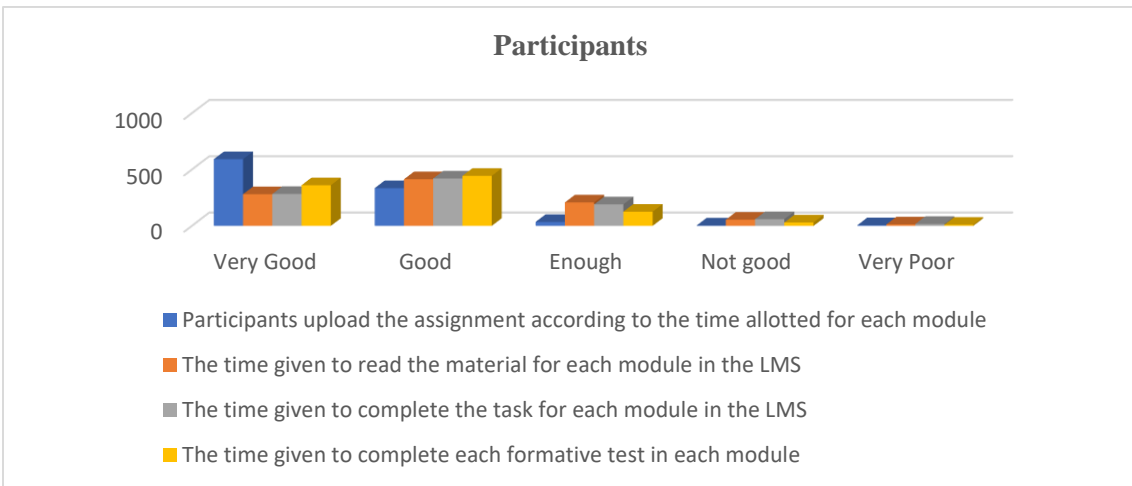 Participants
1000
500
0
Very Good Good Enough Not good Very Poor
Participants upload the assignment according to the time allotted for each module
The time given to read the material for each module in the LMS
The time given to complete the task for each module in the LMS
The time given to complete each formative test in each module